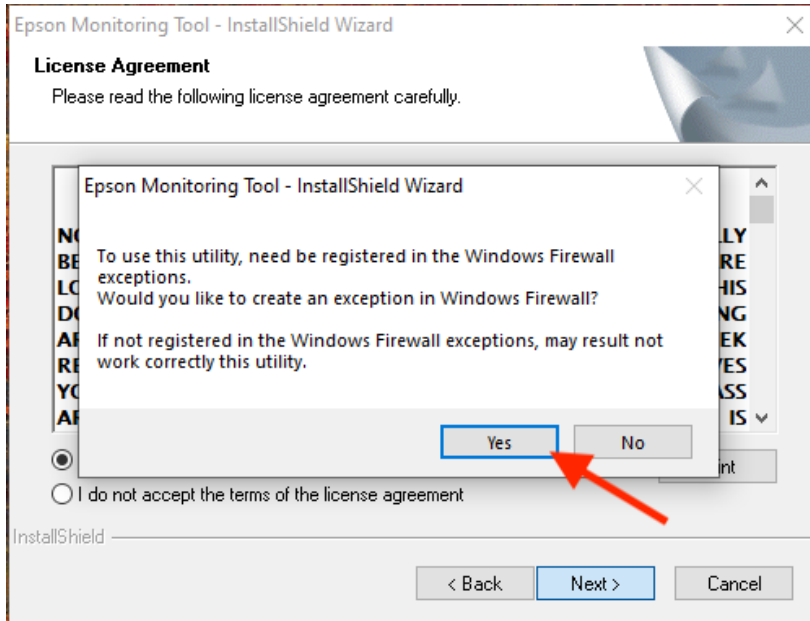 Epson Monitoring Tool - InstallShield Wizard
License Agreement
Please read the following license agreement carefully.
Epson Monitoring Tool - InstallShield Wizard
To use this utility, need be registered in the Windows Firewall
exceptions.
Would you like to create an exception in Windows Firewall?
If not registered in the Windows Firewall exceptions, may result not
work correctly this utility.
Yes No
I do not accept the terms of the license agreement
InstallShield
< Back Next > Cancel